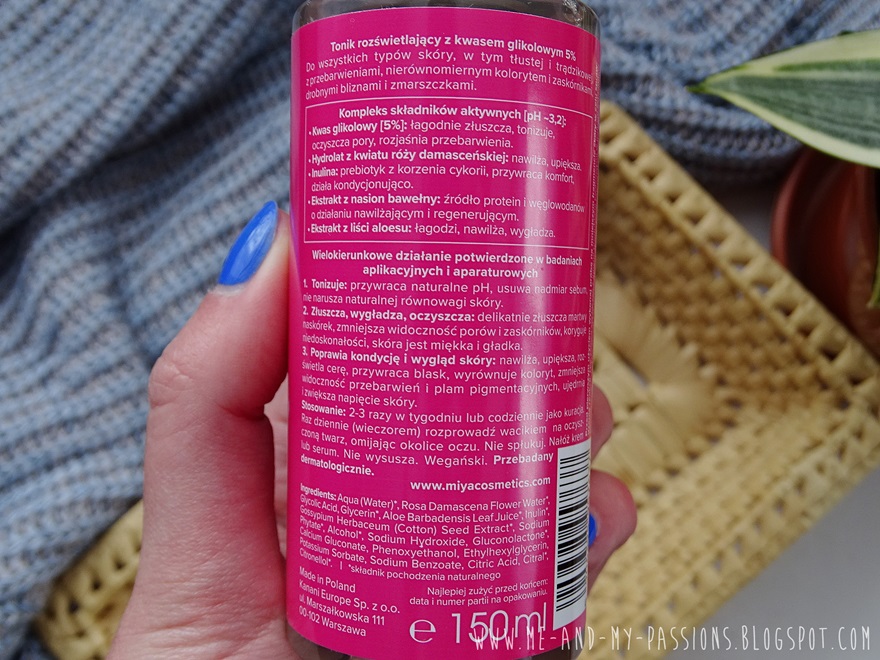 Tonik rozświetlający z kwasem glikolowym 5%
Do wszystkich typów skóry, w tym tłustej i trądzikowej
z przebarwieniami, nierównomiernym kolorytem i zaskórnikami,
drobnymi bliznami i zmarszczkami.
Kompleks składników aktywnych [pH ~3,2]:
• Kwas glikolowy [5%]: łagodnie złuszcza, tonizuje,
oczyszcza pory, rozjaśnia przebarwienia.
• Hydrolat z kwiatu róży damasceńskiej: nawilża, upiększa.
• Inulina: prebiotyk z korzenia cykorii, przywraca komfort,
działa kondycjonująco.
• Ekstrakt z nasion bawełny: źródło protein i węglowodanów
o działaniu nawilżającym i regenerującym.
• Ekstrakt z liści aloesu: łagodzi, nawilża, wygładza.
Wielokierunkowe działanie potwierdzone w badaniach
aplikacyjnych i aparaturowych
1. Tonizuje: przywraca naturalne pH, usuwa nadmiar sebum,
nie narusza naturalnej równowagi skóry.
2. Złuszcza, wygładza, oczyszcza: delikatnie złuszcza martwy
naskórek, zmniejsza widoczność porów i zaskórników, koryguje
niedoskonałości, skóra jest miękka i gładka.
3. Poprawia kondycję i wygląd skóry: nawilża, upiększa, roz-
świetla cerę, przywraca blask, wyrównuje koloryt, zmniejsza
widoczność przebarwień i plam pigmentacyjnych, ujędrnia
i zwiększa napięcie skóry.
Stosowanie: 2-3 razy w tygodniu lub codziennie jako kuracja.
Raz dziennie (wieczorem) rozprowadź wacikiem na oczysz-
czoną twarz, omijając okolice oczu. Nie spłukuj. Nałóż krem
lub serum. Nie wysusza. Wegański. Przebadany
dermatologicznie.
www.miyacosmetics.com
Ingredients: Aqua (Water)*, Rosa Damascena Flower Water*,
Glycolic Acid, Glycerin*, Aloe Barbadensis Leaf Juice*, Inulin*,
Gossypium Herbaceum (Cotton) Seed Extract*, Sodium
Phytate*, Alcohol*, Sodium Hydroxide, Gluconolactone*,
Calcium Gluconate, Phenoxyethanol, Ethylhexylglycerin,
Potassium Sorbate, Sodium Benzoate, Citric Acid, Citral*,
Citronellol*. | *składnik pochodzenia naturalnego
Najlepiej zużyć przed końcem:
data i numer partii na opakowaniu.
Made in Poland
Kanani Europe Sp. z o.o.
ul. Marszałkowska 111
00-102 Warszawa
e 150 ml
WWW.ME-AND-MY-PASSIONS.BLOGSPOT.COM